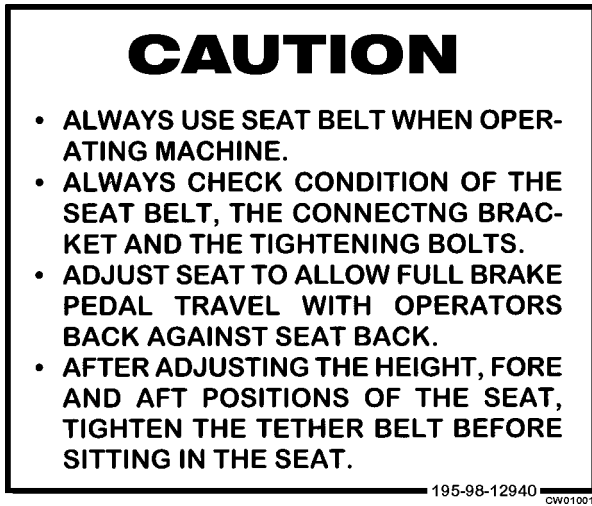 CAUTION
• ALWAYS USE SEAT BELT WHEN OPER-
ATING MACHINE.
• ALWAYS CHECK CONDITION OF THE
SEAT BELT, THE CONNECTNG BRAC-
KET AND THE TIGHTENING BOLTS.
• ADJUST SEAT TO ALLOW FULL BRAKE
PEDAL TRAVEL WITH OPERATORS
BACK AGAINST SEAT BACK.
• AFTER ADJUSTING THE HEIGHT, FORE
AND AFT POSITIONS OF THE SEAT,
TIGHTEN THE TETHER BELT BEFORE
SITTING IN THE SEAT.
195-98-12940
CW01001